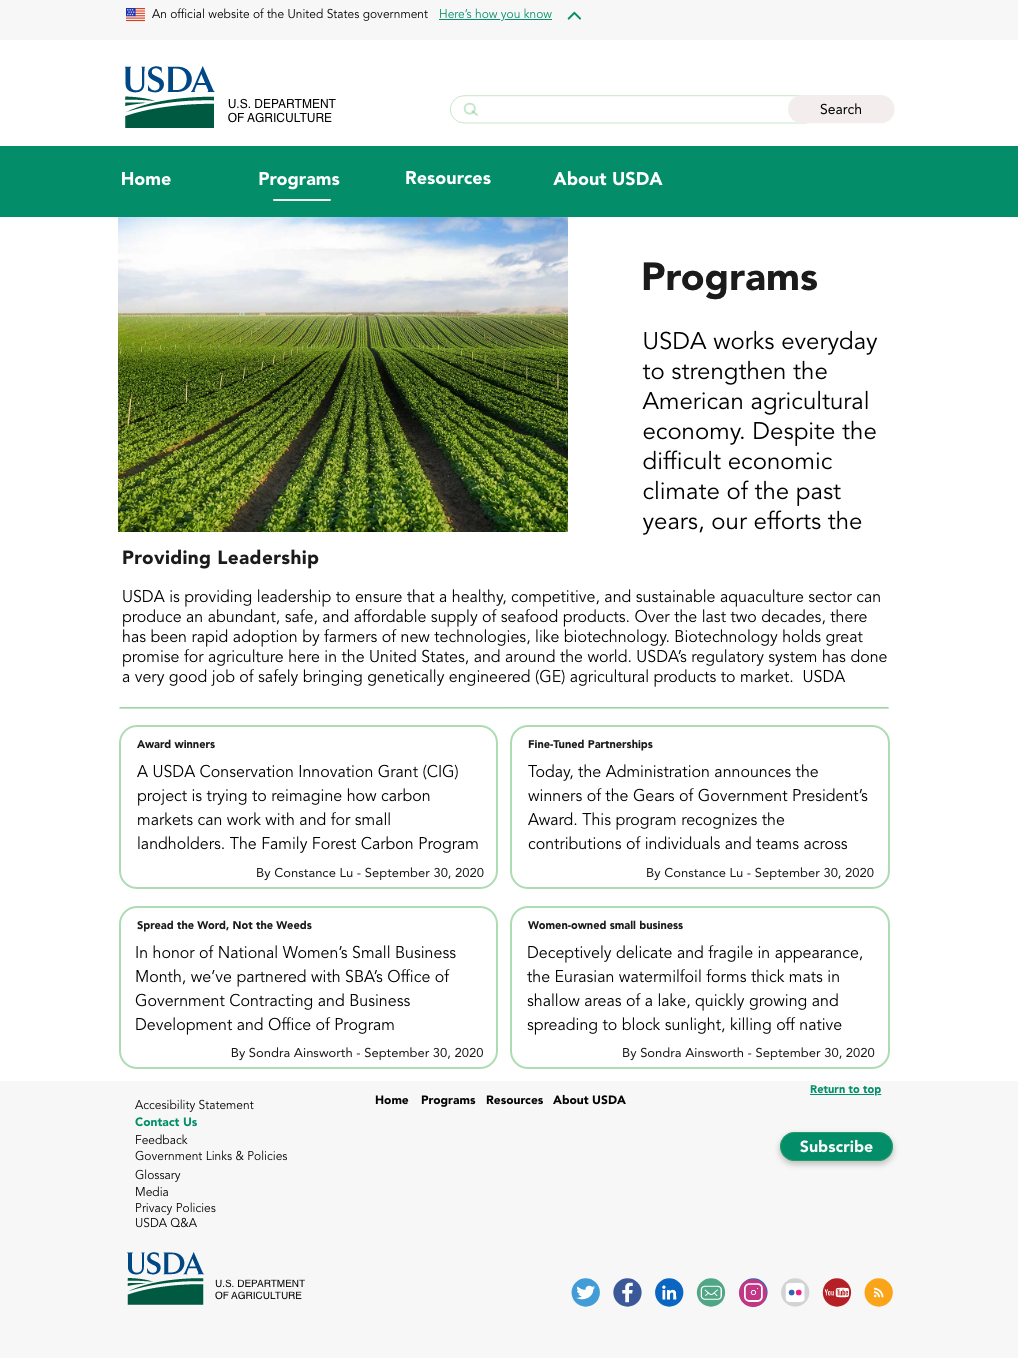 An official website of the United States government Here's how you know
USDA
U.S. DEPARTMENT
OF AGRICULTURE
Search
Home Programs Resources About USDA
Programs
USDA works everyday
to strengthen the
American agricultural
economy. Despite the
difficult economic
climate of the past
years, our efforts the
Providing Leadership
USDA is providing leadership to ensure that a healthy, competitive, and sustainable aquaculture sector can
produce an abundant, safe, and affordable supply of seafood products. Over the last two decades, there
has been rapid adoption by farmers of new technologies, like biotechnology. Biotechnology holds great
promise for agriculture here in the United States, and around the world. USDA's regulatory system has done
a very good job of safely bringing genetically engineered (GE) agricultural products to market.  USDA
Award winners
A USDA Conservation Innovation Grant (CIG)
project is trying to reimagine how carbon
markets can work with and for small
landholders. The Family Forest Carbon Program
By Constance Lu - September 30, 2020
Fine-Tuned Partnerships
Today, the Administration announces the
winners of the Gears of Government President's
Award. This program recognizes the
contributions of individuals and teams across
By Constance Lu - September 30, 2020
Spread the Word, Not the Weeds
In honor of National Women's Small Business
Month, we've partnered with SBA's Office of
Government Contracting and Business
Development and Office of Program
By Sondra Ainsworth - September 30, 2020
Women-owned small business
Deceptively delicate and fragile in appearance,
the Eurasian watermilfoil forms thick mats in
shallow areas of a lake, quickly growing and
spreading to block sunlight, killing off native
By Sondra Ainsworth - September 30, 2020
Return to top
Home Programs Resources About USDA
Accesibility Statement
Contact Us
Feedback
Government Links & Policies
Glossary
Media
Privacy Policies
USDA Q&A
Subscribe
USDA
U.S. DEPARTMENT
OF AGRICULTURE
f in You Tube